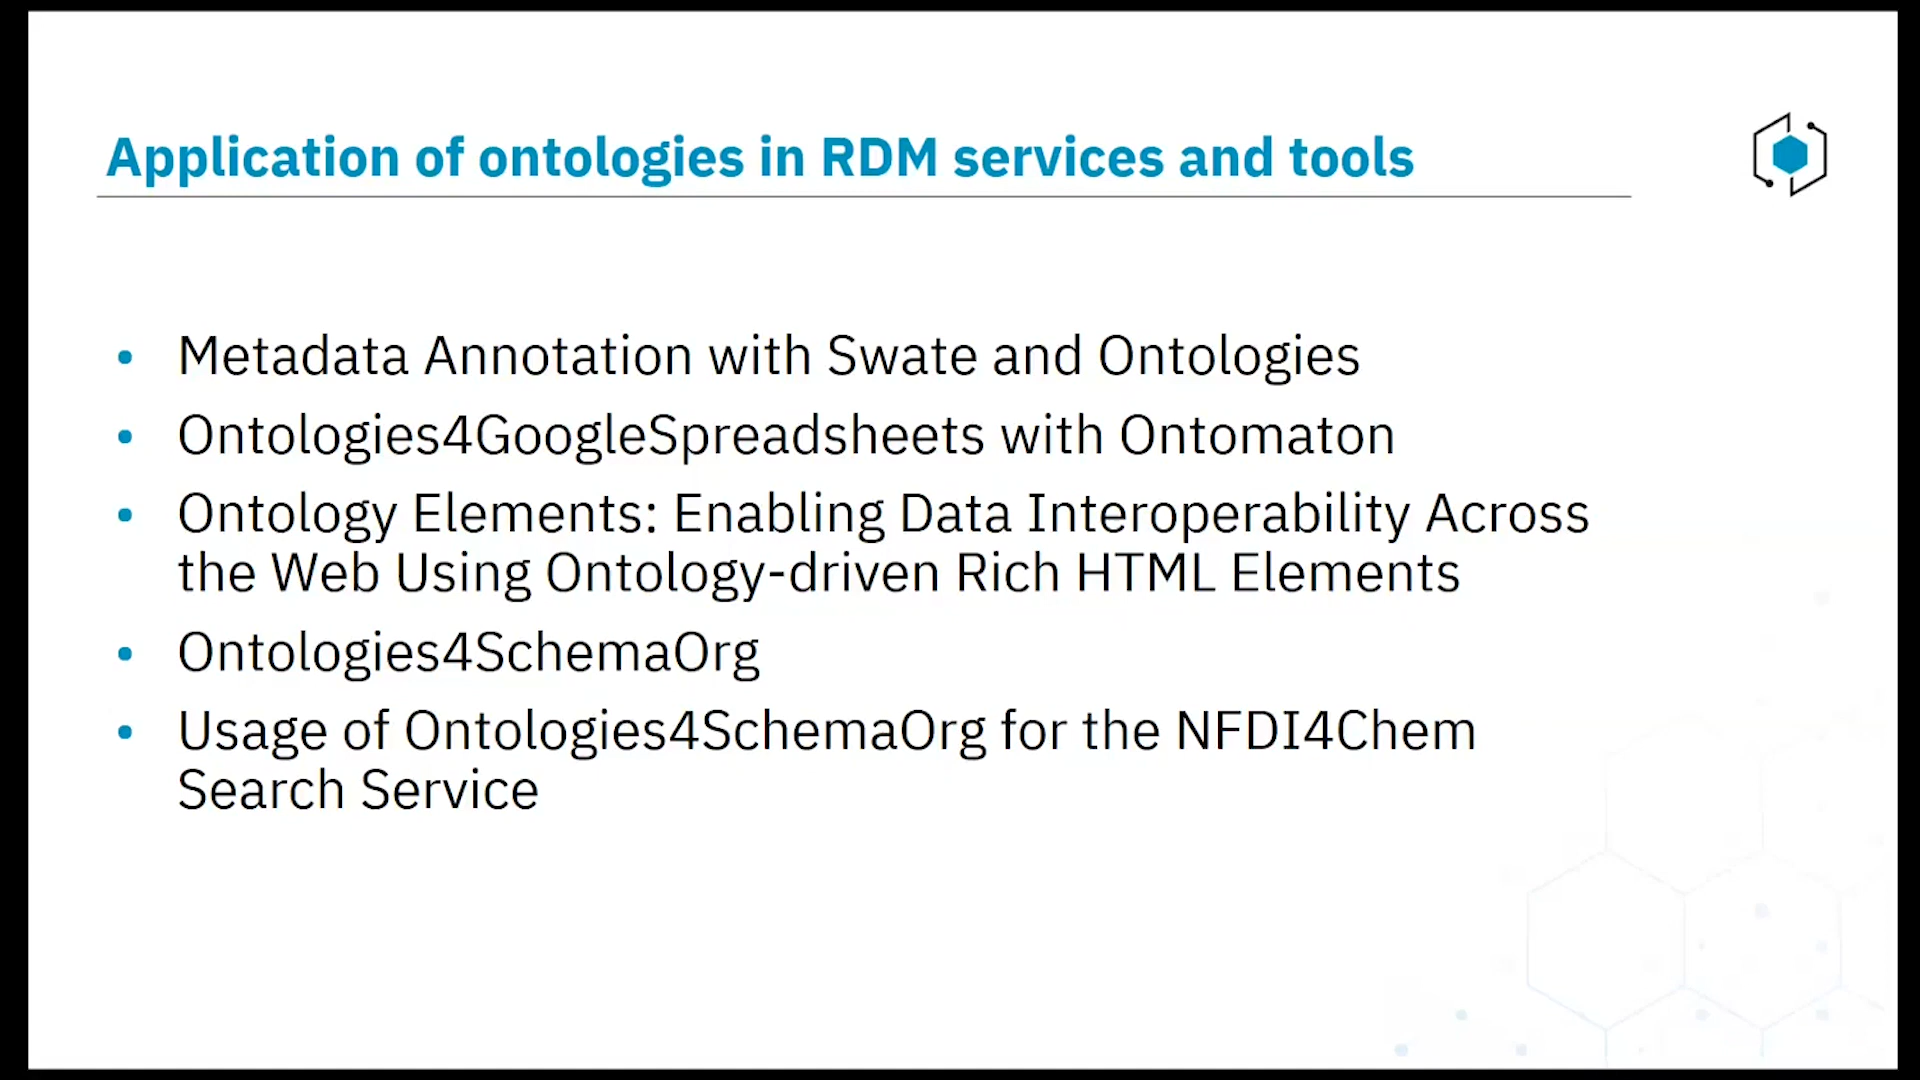 Application of ontologies in RDM services and tools
• Metadata Annotation with Swate and Ontologies
• Ontologies4GoogleSpreadsheets with Ontomaton
• Ontology Elements: Enabling Data Interoperability Across
the Web Using Ontology-driven Rich HTML Elements
• Ontologies4SchemaOrg
• Usage of Ontologies4SchemaOrg for the NFDI4Chem
Search Service